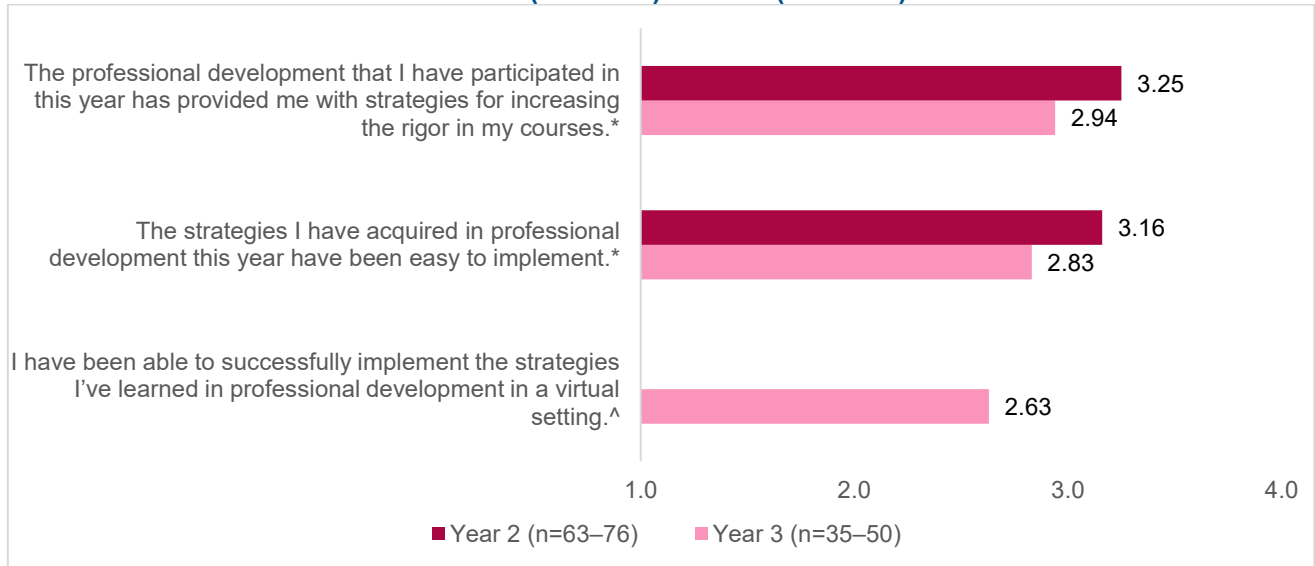 The professional development that I have participated in
this year has provided me with strategies for increasing
the rigor in my courses.*
3.25
2.94
The strategies I have acquired in professional
development this year have been easy to implement.*
3.16
2.83
I have been able to successfully implement the strategies
I’ve learned in professional development in a virtual
setting.^
2.63
1.0 2.0 3.0 4.0
Year 2 (n=63–76) Year 3 (n=35–50)